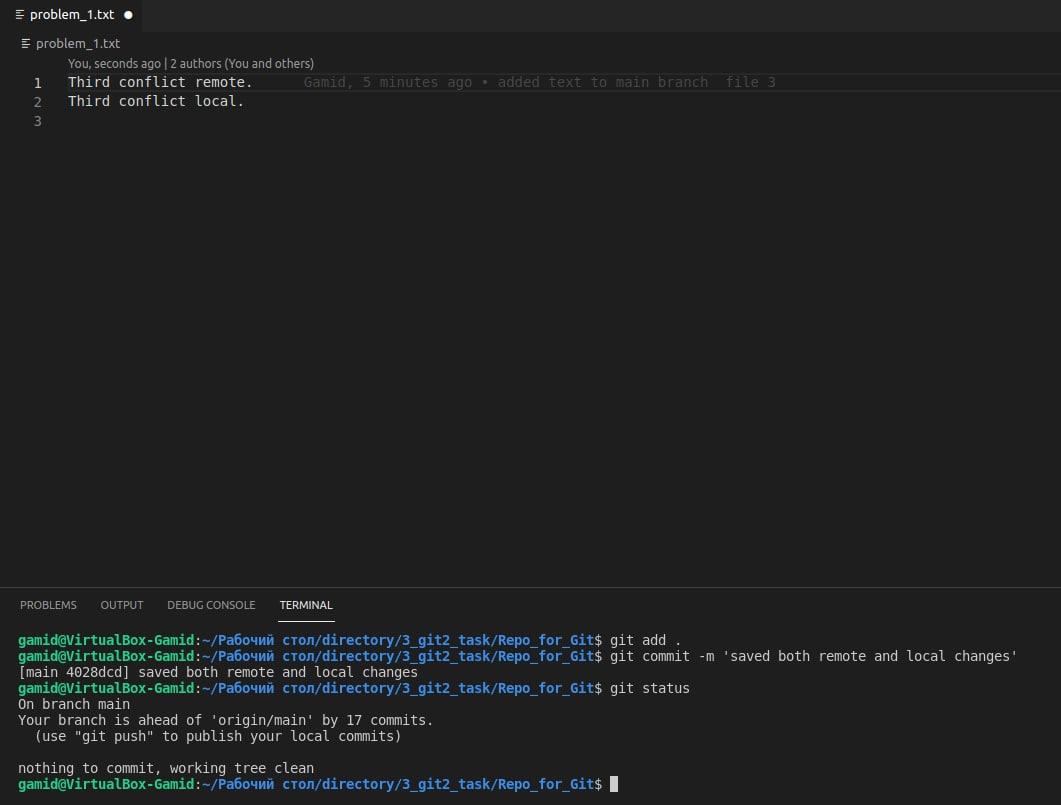 problem_1.txt
problem_1.txt
You, seconds ago | 2 authors (You and others)
1 Third conflict remote. Gamid, 5 minutes ago • added text to main branch  file 3
2 Third conflict local.
3
PROBLEMS OUTPUT DEBUG CONSOLE TERMINAL
gamid@VirtualBox-Gamid:~/Рабочий стол/directory/3_git2_task/Repo_for_Git$ git add .
gamid@VirtualBox-Gamid:~/Рабочий стол/directory/3_git2_task/Repo_for_Git$ git commit -m 'saved both remote and local changes'
[main 4028dcd] saved both remote and local changes
gamid@VirtualBox-Gamid:~/Рабочий стол/directory/3_git2_task/Repo_for_Git$ git status
On branch main
Your branch is ahead of 'origin/main' by 17 commits.
  (use "git push" to publish your local commits)
nothing to commit, working tree clean
gamid@VirtualBox-Gamid:~/Рабочий стол/directory/3_git2_task/Repo_for_Git$